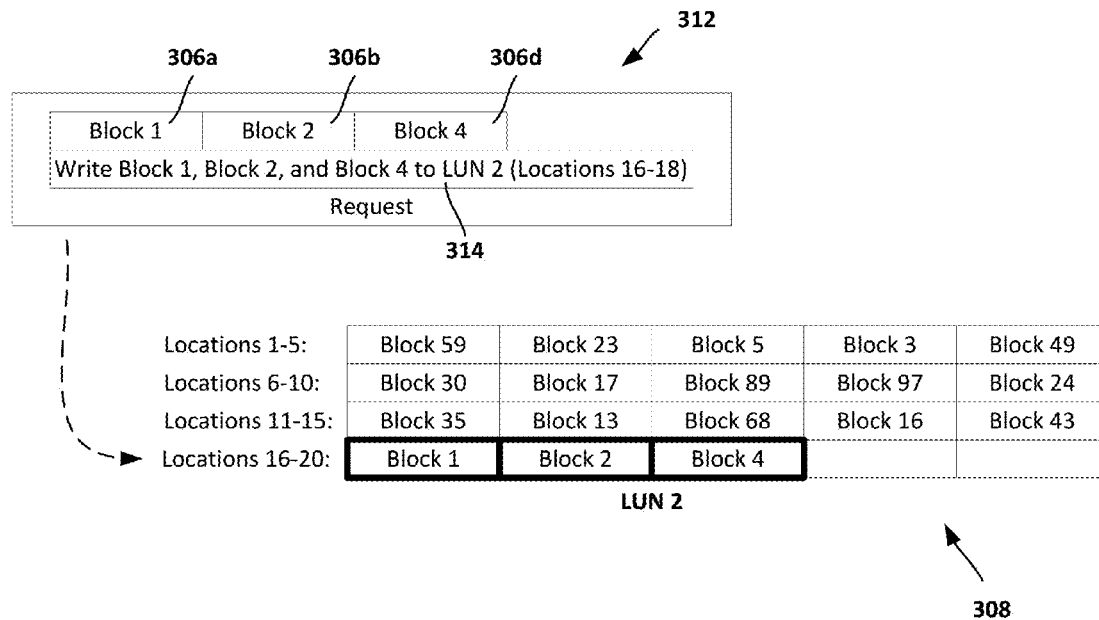 312
306a 306b 306d
Block 1 Block 2 Block 4
Write Block 1, Block 2, and Block 4 to LUN 2 (Locations 16-18)
Request
314
Locations 1-5: Block 59 Block 23 Block 5 Block 3 Block 49
Locations 6-10: Block 30 Block 17 Block 89 Block 97 Block 24
Locations 11-15: Block 35 Block 13 Block 68 Block 16 Block 43
Locations 16-20: Block 1 Block 2 Block 4
LUN 2
308